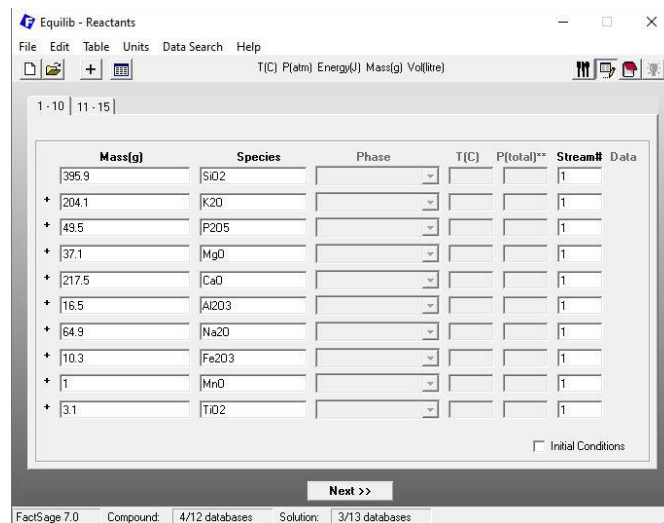 Equilib - Reactants
File Edit Table Units Data Search Help
T(C) P(atm) Energy(J) Mass(g) Vol(litre)
1 - 10 11 - 15
Mass(g) Species Phase T(C) P(total)** Stream# Data
395.9 SiO2 1
+ 204.1 K2O 1
+ 49.5 P2O5 1
+ 37.1 MgO 1
+ 217.5 CaO 1
+ 16.5 Al2O3 1
+ 64.9 Na2O 1
+ 10.3 Fe2O3 1
+ 1 MnO 1
+ 3.1 TiO2 1
Initial Conditions
Next >>
FactSage 7.0 Compound: 4/12 databases Solution: 3/13 databases